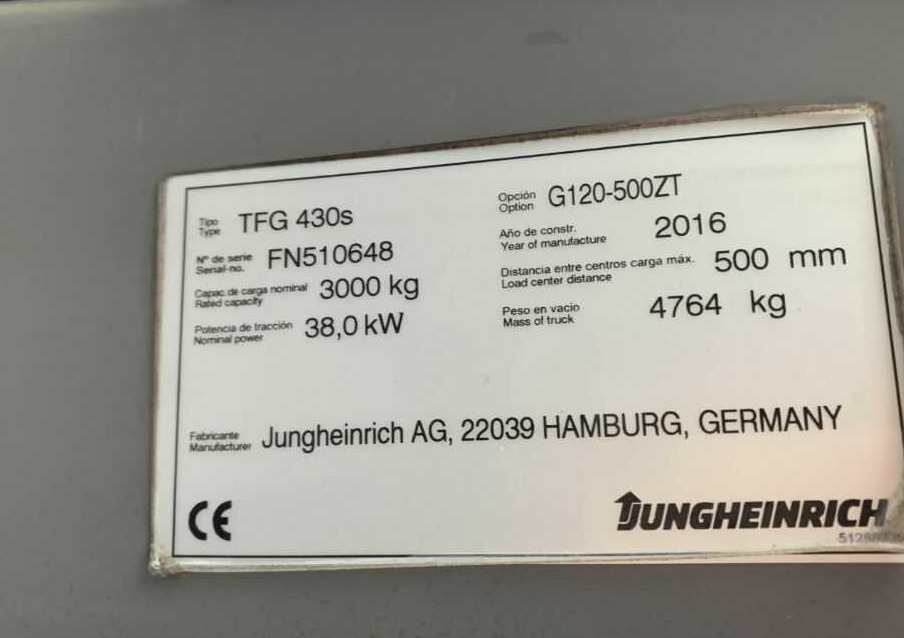 Tipo
Type TFG 430s
Opción
Option G120-500ZT
Nº de serie
Serial-no. FN510648
Año de constr.
Year of manufacture 2016
Capac. de carga nominal
Rated capacity 3000 kg
Distancia entre centros carga máx.
Load center distance 500 mm
Potencia de tracción
Nominal power 38,0 kW
Peso en vacio
Mass of truck 4764 kg
Fabricante
Manufacturer Jungheinrich AG, 22039 HAMBURG, GERMANY
CE
JUNGHEINRICH